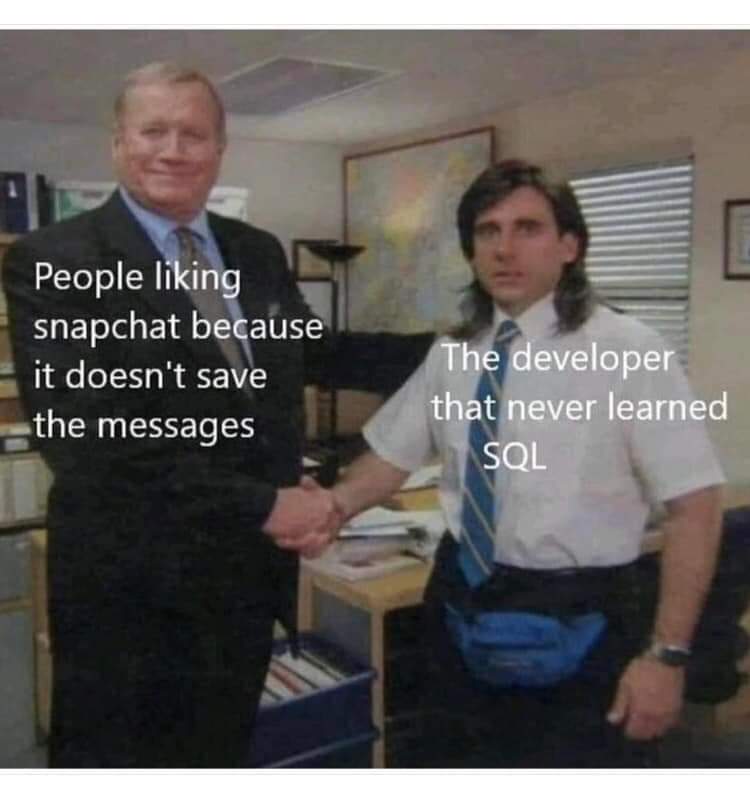 People liking
snapchat because
it doesn't save
the messages
The developer
that never learned
SQL